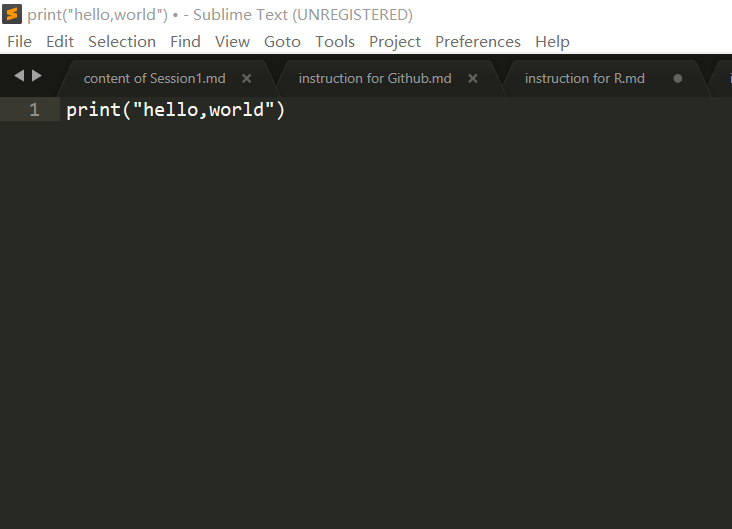 print("hello,world") • - Sublime Text (UNREGISTERED)
File Edit Selection Find View Goto Tools Project Preferences Help
content of Session1.md instruction for Github.md instruction for R.md
1 print("hello,world")